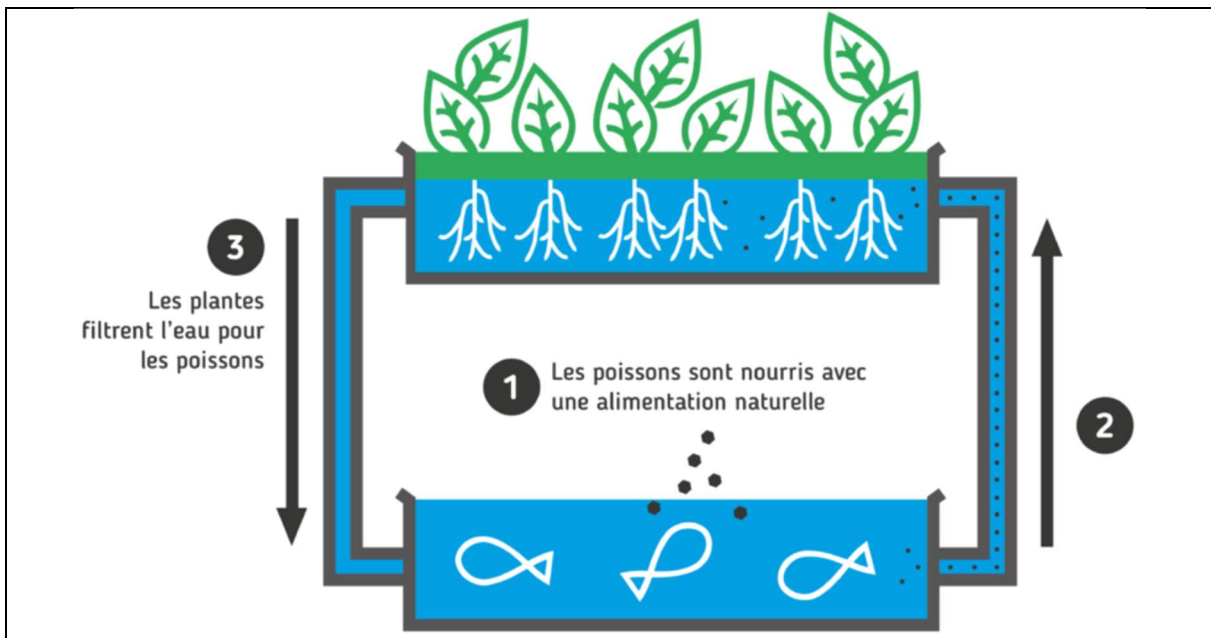 3
Les plantes
filtrent l'eau pour
les poissons
1
Les poissons sont nourris avec
une alimentation naturelle
2